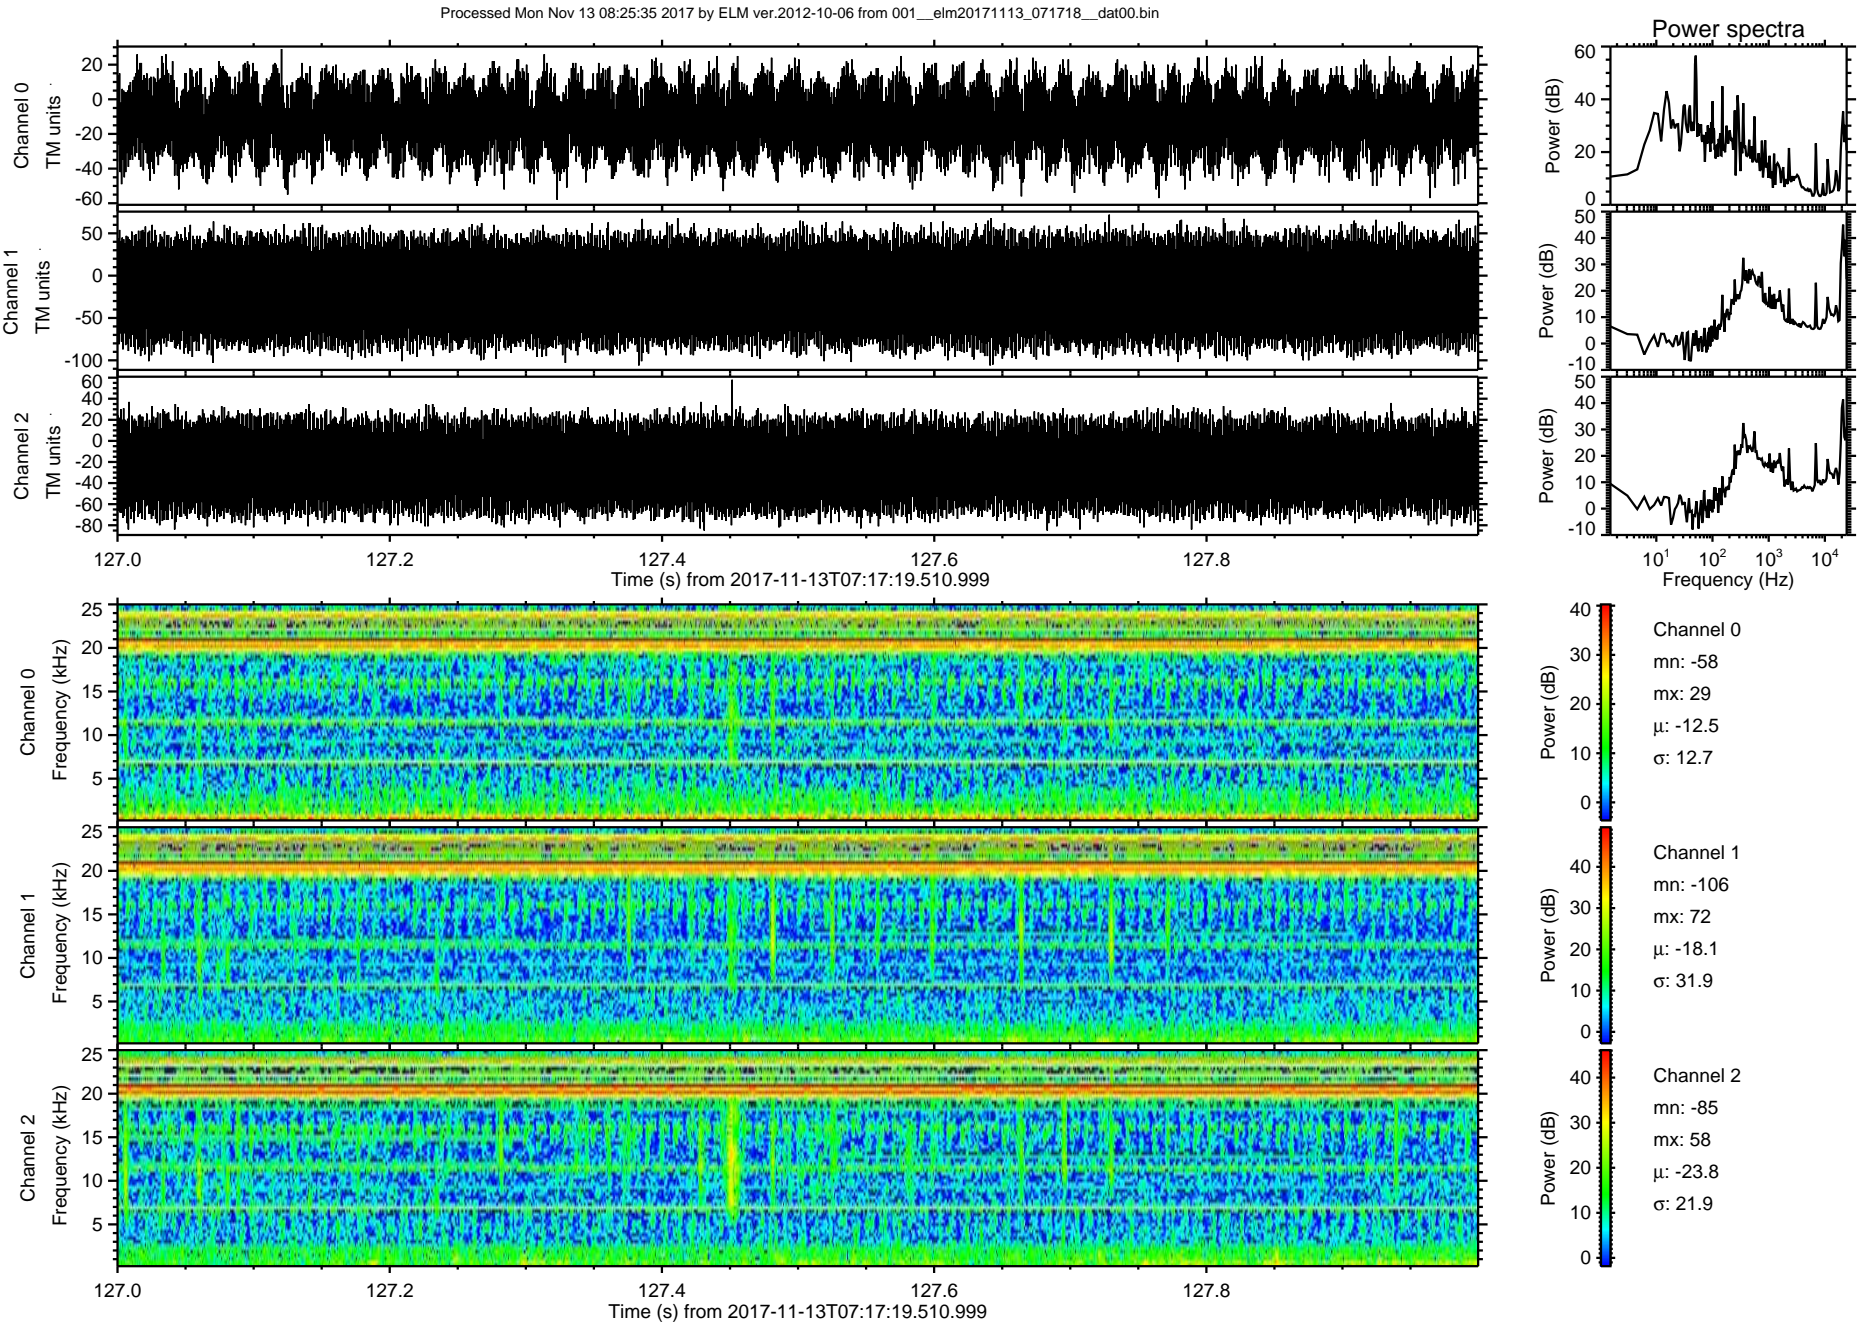 Processed Mon Nov 13 08:25:35 2017 by ELM ver.2012-10-06 from 001__elm20171113_071718__dat00.bin
Power spectra
Channel 0
TM units
20
0
-20
-40
-60
Power (dB)
60
40
20
0
Channel 1
TM units
50
0
-50
-100
Power (dB)
50
40
30
20
10
0
-10
Channel 2
TM units
60
40
20
0
-20
-40
-60
-80
Power (dB)
50
40
30
20
10
0
-10
127.0 127.2 127.4 127.6 127.8
Time (s) from 2017-11-13T07:17:19.510.999
10¹ 10² 10³ 10⁴
Frequency (Hz)
Channel 0
Frequency (kHz)
25
20
15
10
5
Power (dB)
40
30
20
10
0
Channel 0
mn: -58
mx: 29
μ: -12.5
σ: 12.7
Channel 1
Frequency (kHz)
25
20
15
10
5
Power (dB)
40
30
20
10
0
Channel 1
mn: -106
mx: 72
μ: -18.1
σ: 31.9
Channel 2
Frequency (kHz)
25
20
15
10
5
Power (dB)
40
30
20
10
0
Channel 2
mn: -85
mx: 58
μ: -23.8
σ: 21.9
127.0 127.2 127.4 127.6 127.8
Time (s) from 2017-11-13T07:17:19.510.999